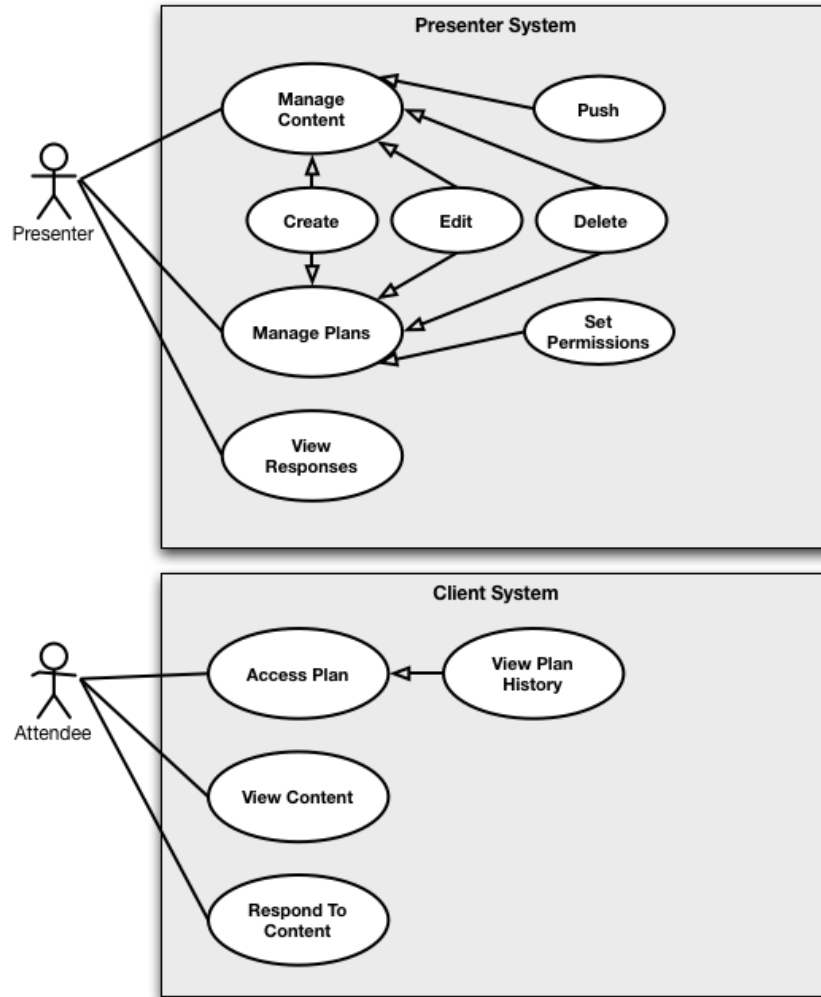 Presenter System
Manage
Content
Push
Presenter
Create
Edit
Delete
Manage Plans
Set
Permissions
View
Responses
Client System
Access Plan
View Plan
History
Attendee
View Content
Respond To
Content